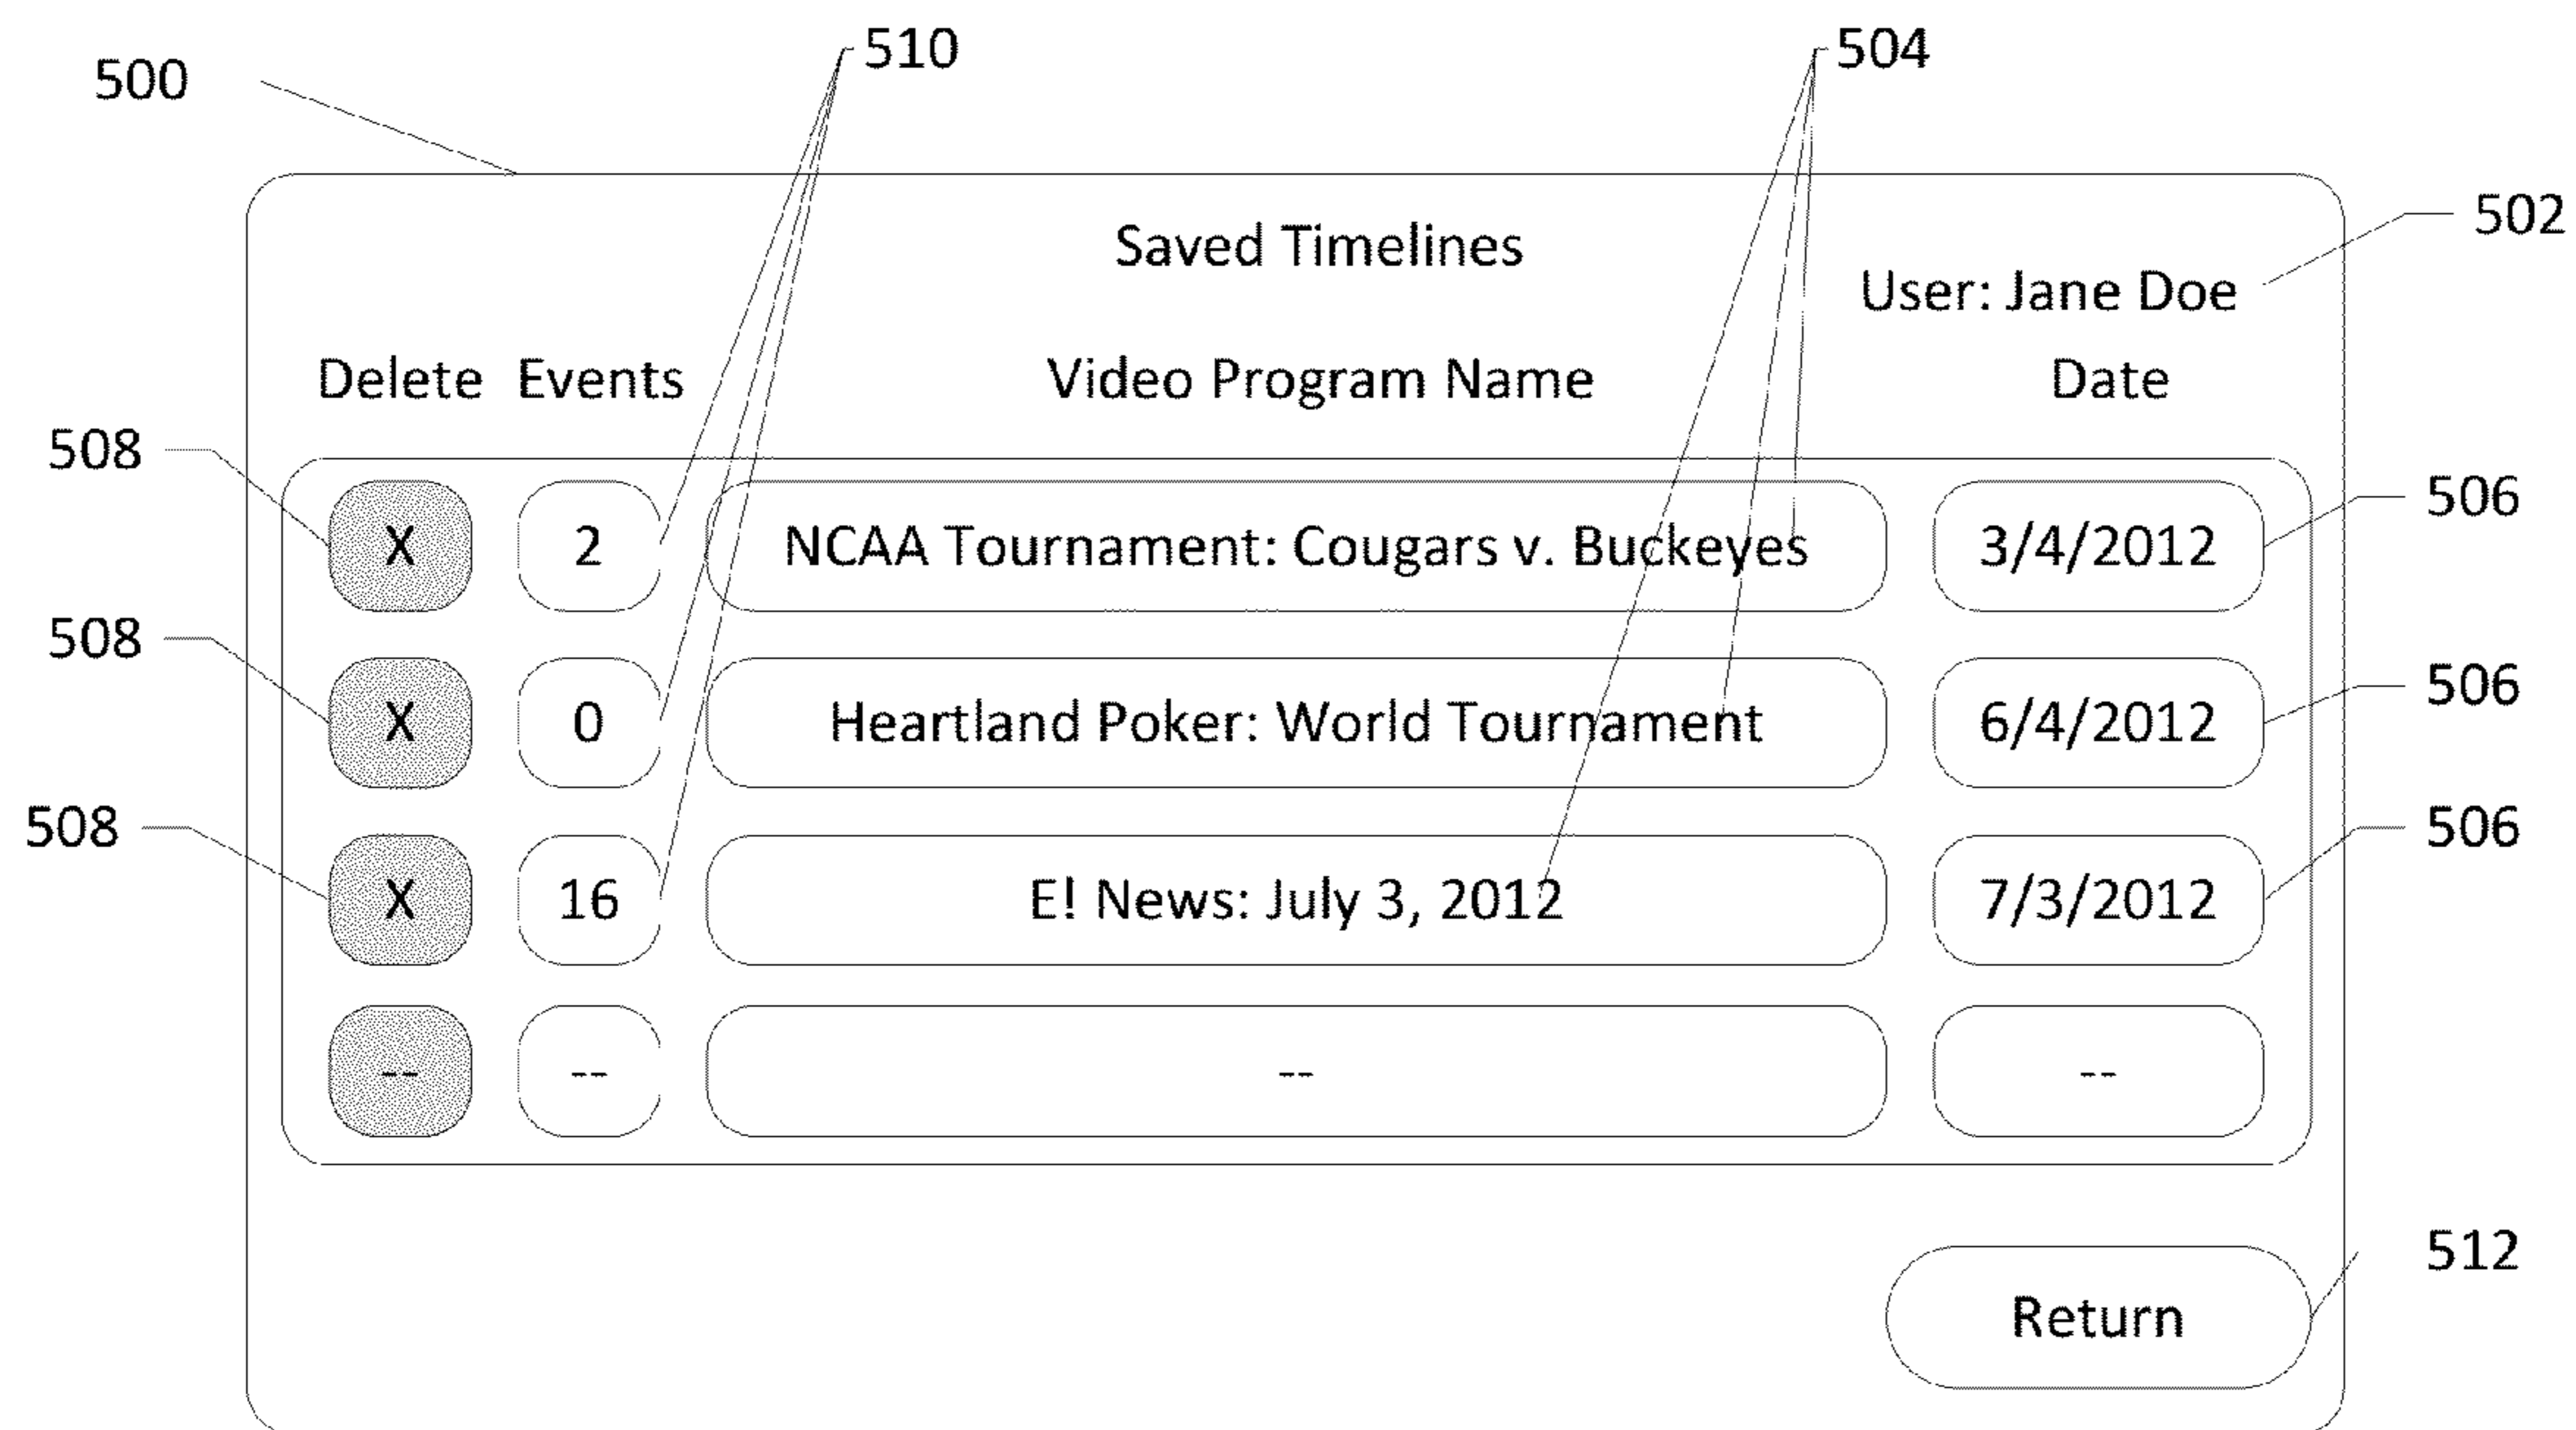 510 504
500
502
Saved Timelines
User: Jane Doe
Delete Events Video Program Name Date
508 X 2 NCAA Tournament: Cougars v. Buckeyes 3/4/2012 506
508 X 0 Heartland Poker: World Tournament 6/4/2012 506
508 X 16 E! News: July 3, 2012 7/3/2012 506
-- -- -- --
512
Return